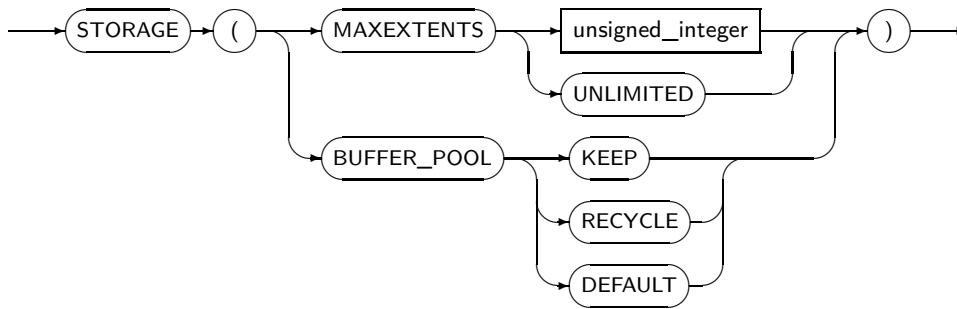 STORAGE ( MAXEXTENTS unsigned_integer )
UNLIMITED
BUFFER_POOL KEEP
RECYCLE
DEFAULT